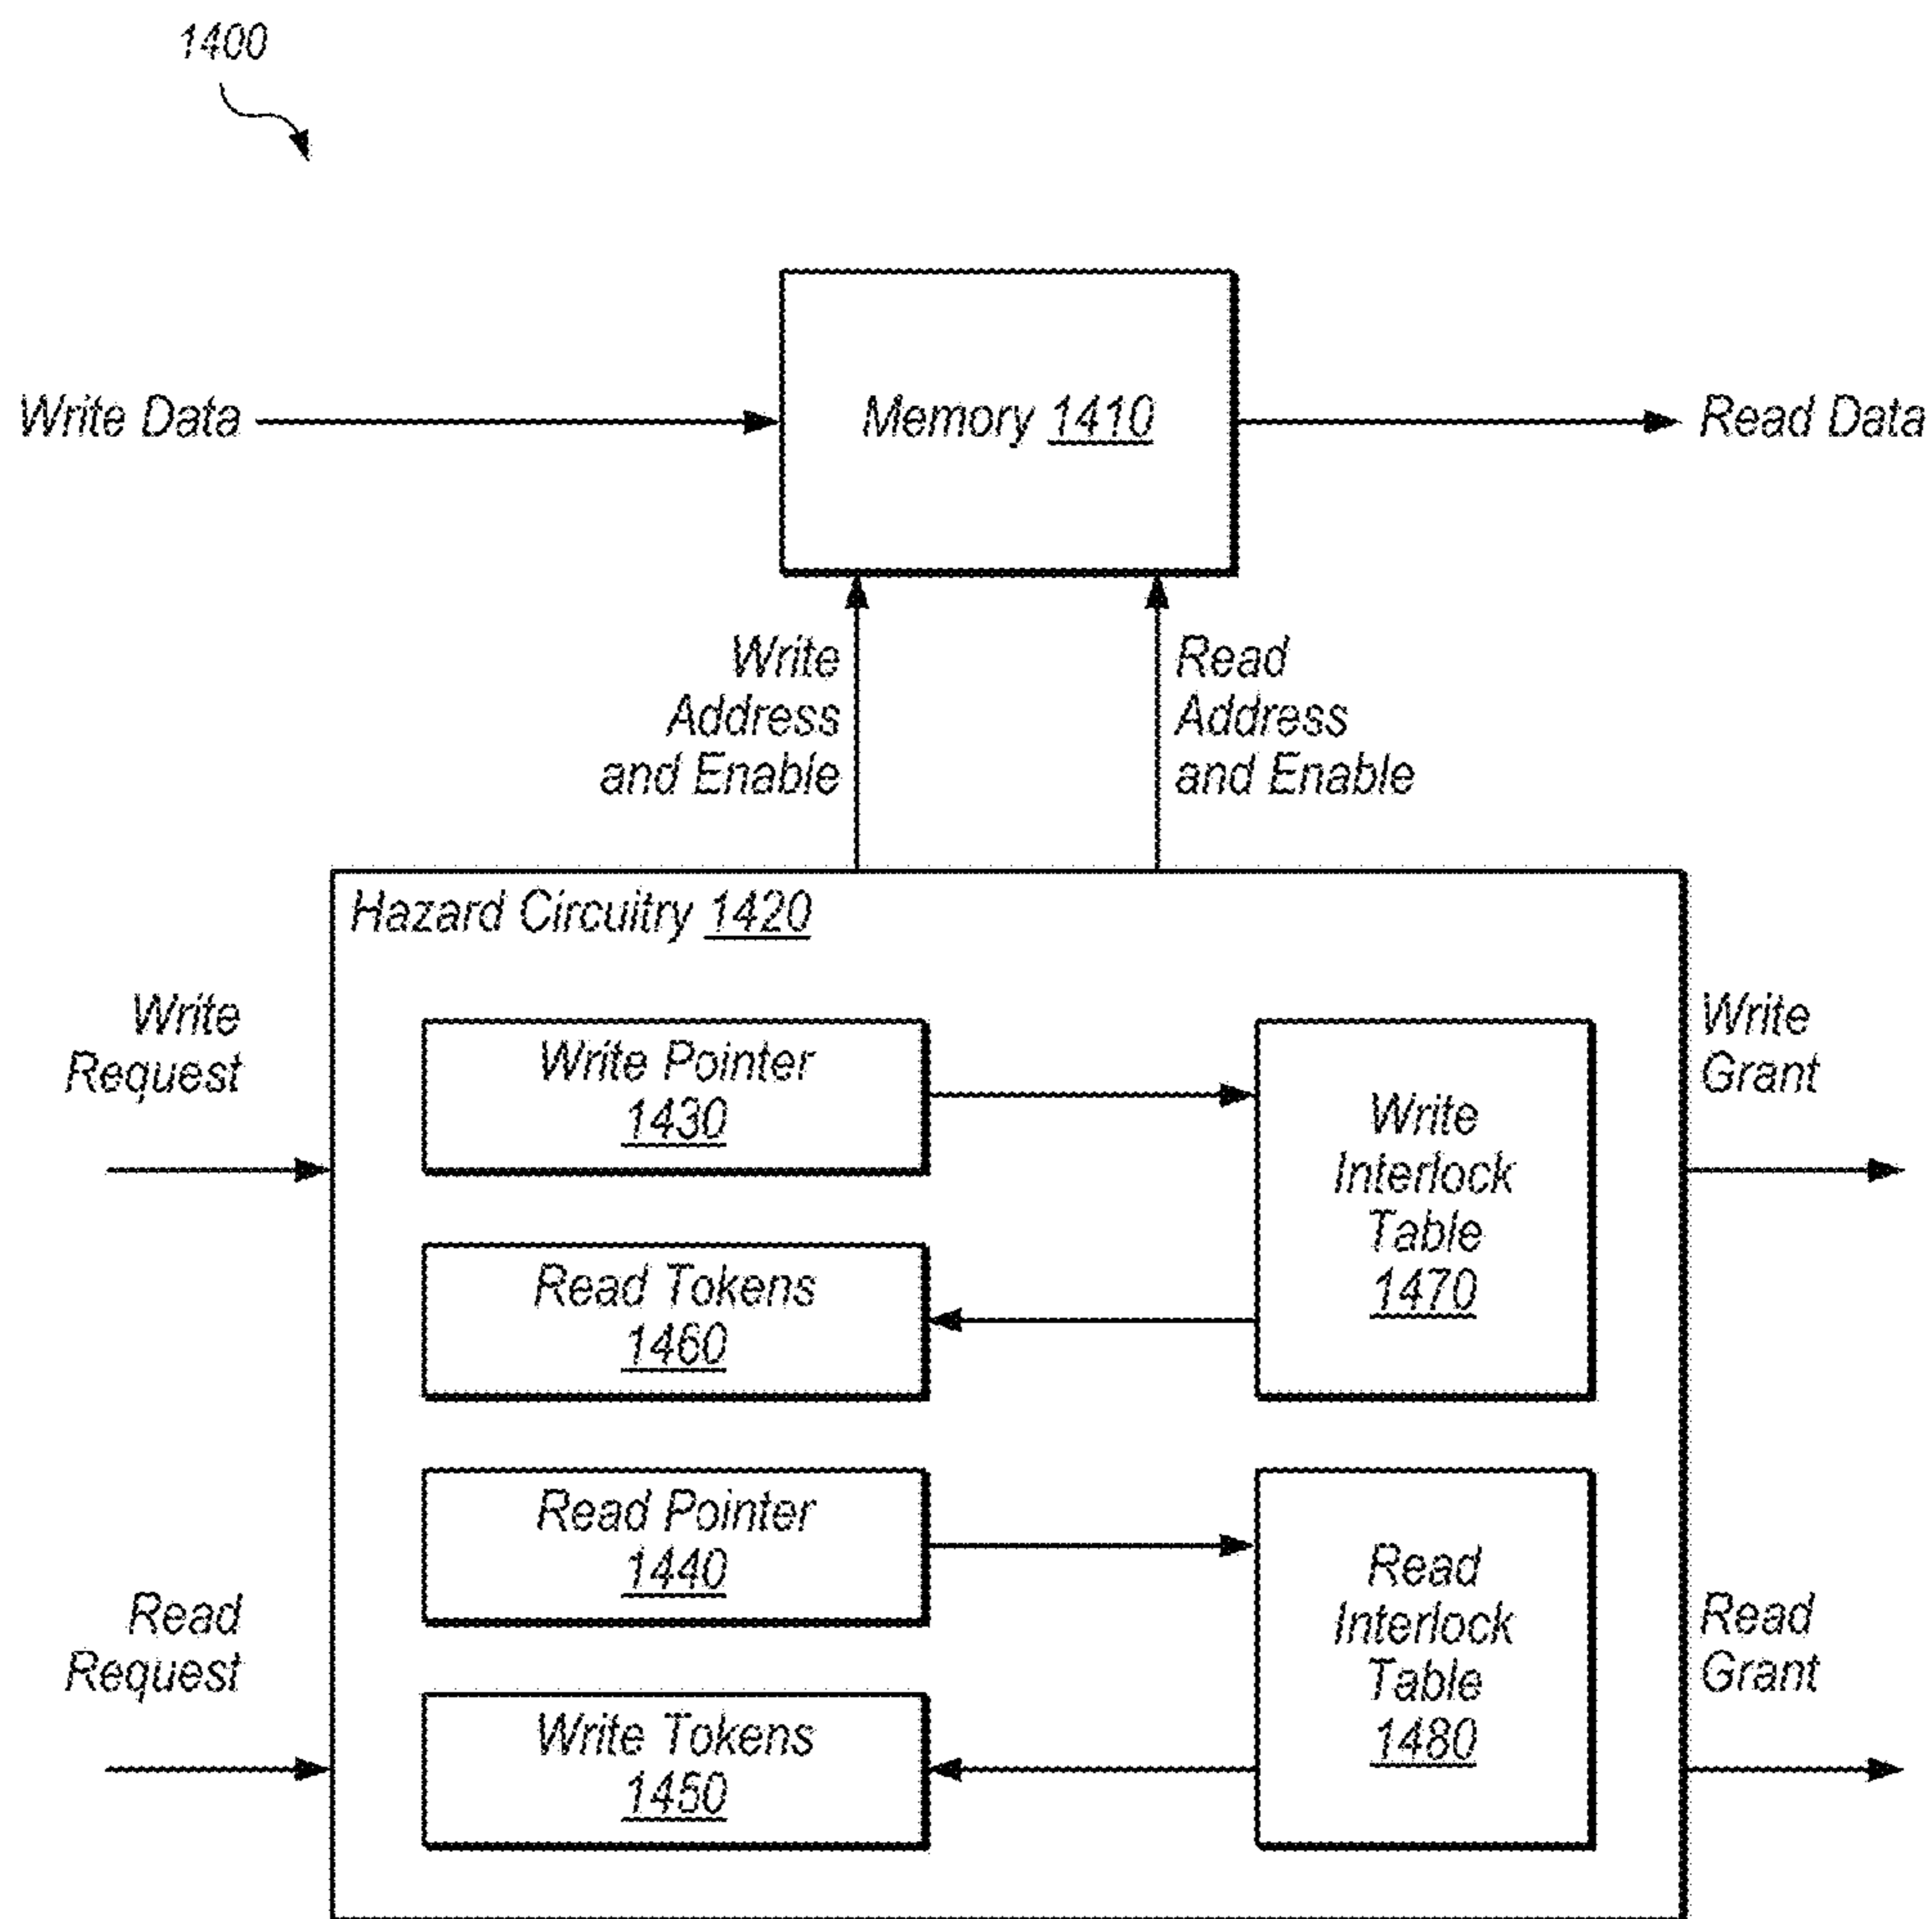 1400
Write Data
Memory 1410
Read Data
Write
Address
and Enable
Read
Address
and Enable
Hazard Circuitry 1420
Write
Request
Write Pointer
1430
Write
Interlock
Table
1470
Write
Grant
Read Tokens
1460
Read
Request
Read Pointer
1440
Read
Interlock
Table
1480
Read
Grant
Write Tokens
1450